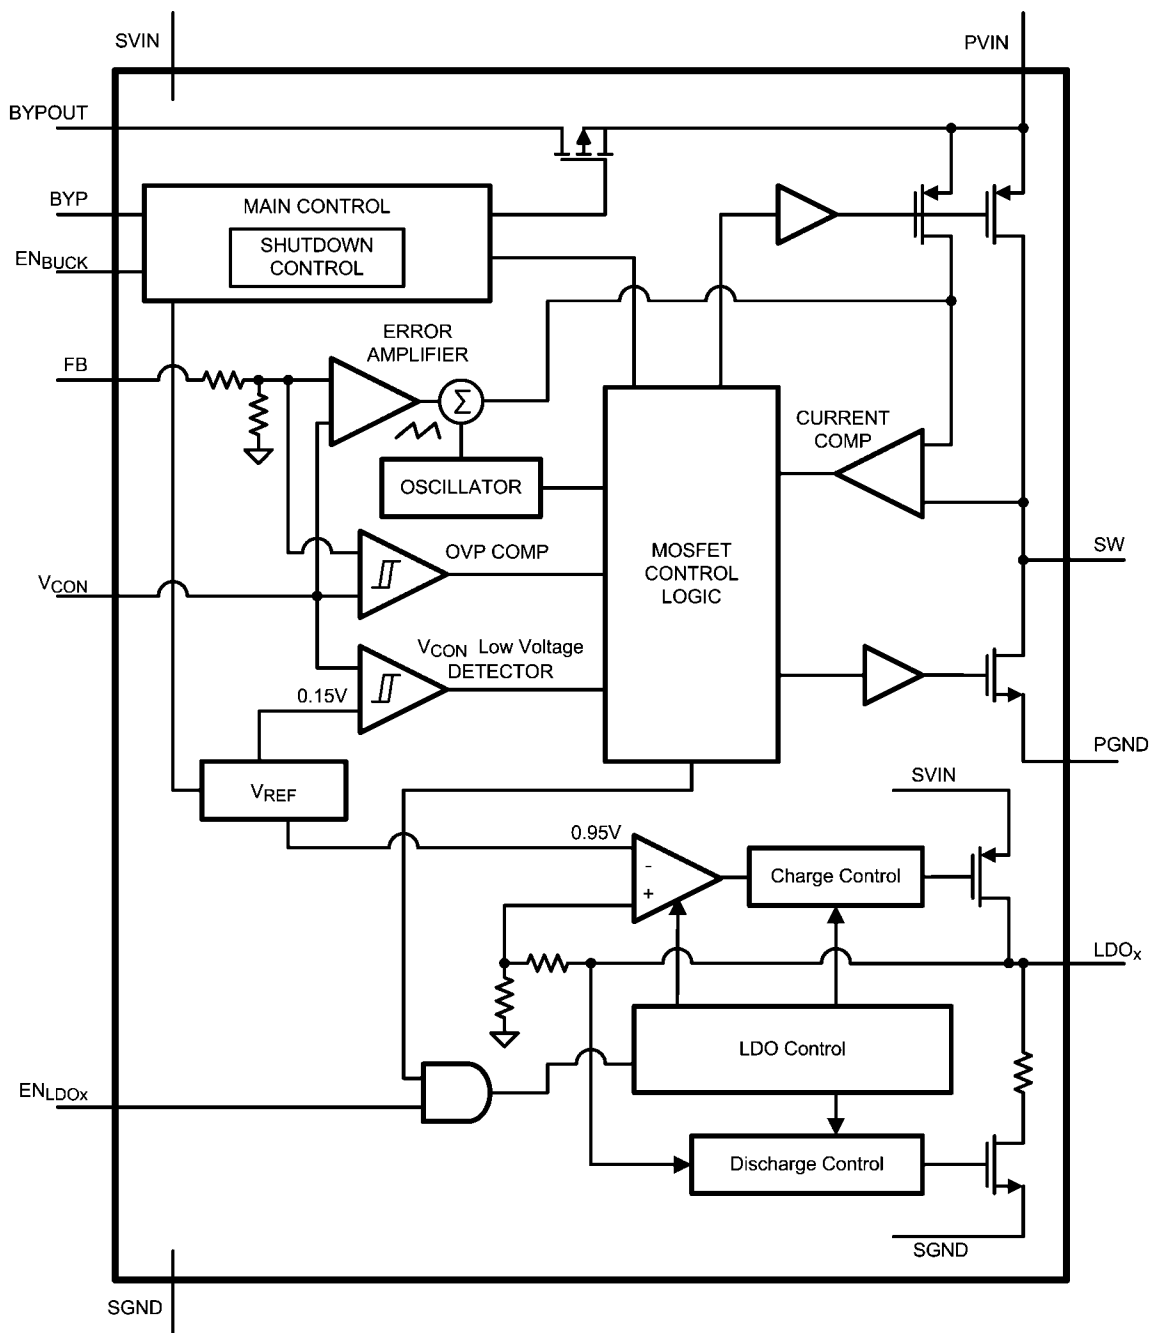 SVIN
PVIN
BYPOUT
BYP
MAIN CONTROL
SHUTDOWN
CONTROL
ENBUCK
ERROR
AMPLIFIER
FB
Σ
CURRENT
COMP
OSCILLATOR
OVP COMP
MOSFET
CONTROL
LOGIC
SW
VCON
VCON Low Voltage
DETECTOR
0.15V
PGND
VREF
SVIN
0.95V
-
+
Charge Control
LDOx
LDO Control
ENLDOx
Discharge Control
SGND
SGND